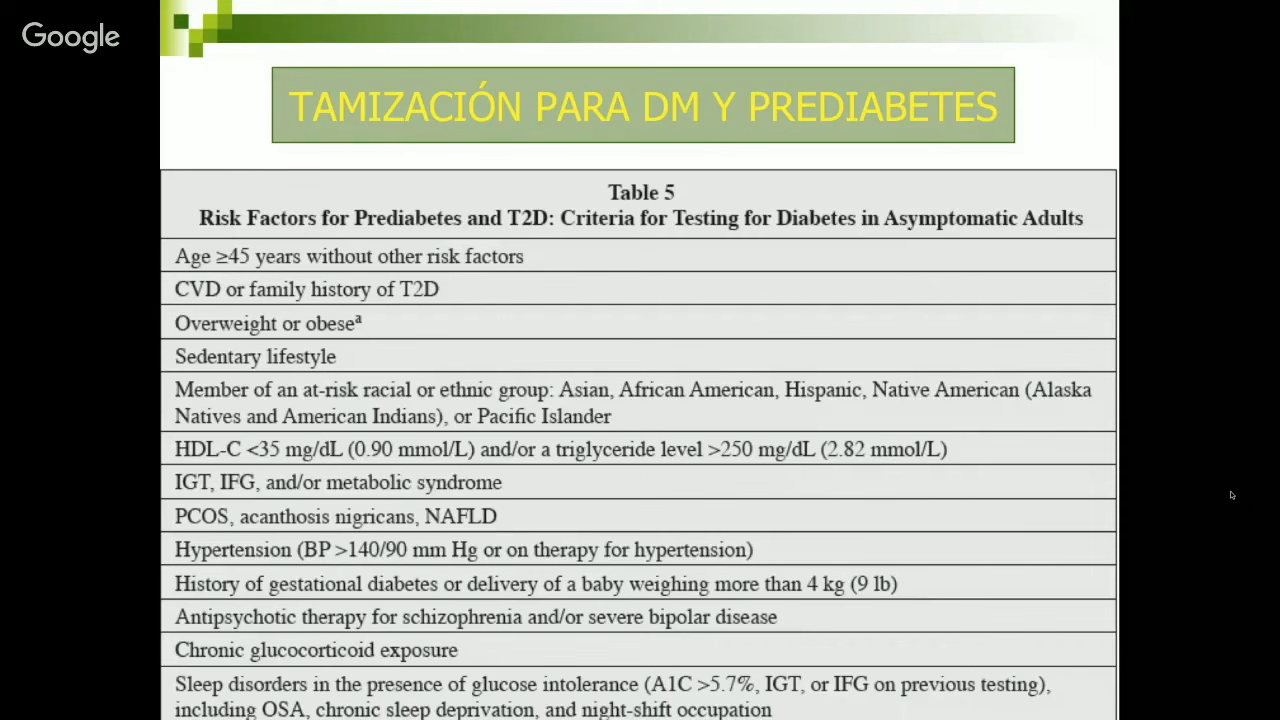 Google
TAMIZACIÓN PARA DM Y PREDIABETES
Table 5
Risk Factors for Prediabetes and T2D: Criteria for Testing for Diabetes in Asymptomatic Adults
Age ≥45 years without other risk factors
CVD or family history of T2D
Overweight or obeseᵃ
Sedentary lifestyle
Member of an at-risk racial or ethnic group: Asian, African American, Hispanic, Native American (Alaska
Natives and American Indians), or Pacific Islander
HDL-C <35 mg/dL (0.90 mmol/L) and/or a triglyceride level >250 mg/dL (2.82 mmol/L)
IGT, IFG, and/or metabolic syndrome
PCOS, acanthosis nigricans, NAFLD
Hypertension (BP >140/90 mm Hg or on therapy for hypertension)
History of gestational diabetes or delivery of a baby weighing more than 4 kg (9 lb)
Antipsychotic therapy for schizophrenia and/or severe bipolar disease
Chronic glucocorticoid exposure
Sleep disorders in the presence of glucose intolerance (A1C >5.7%, IGT, or IFG on previous testing),
including OSA, chronic sleep deprivation, and night-shift occupation